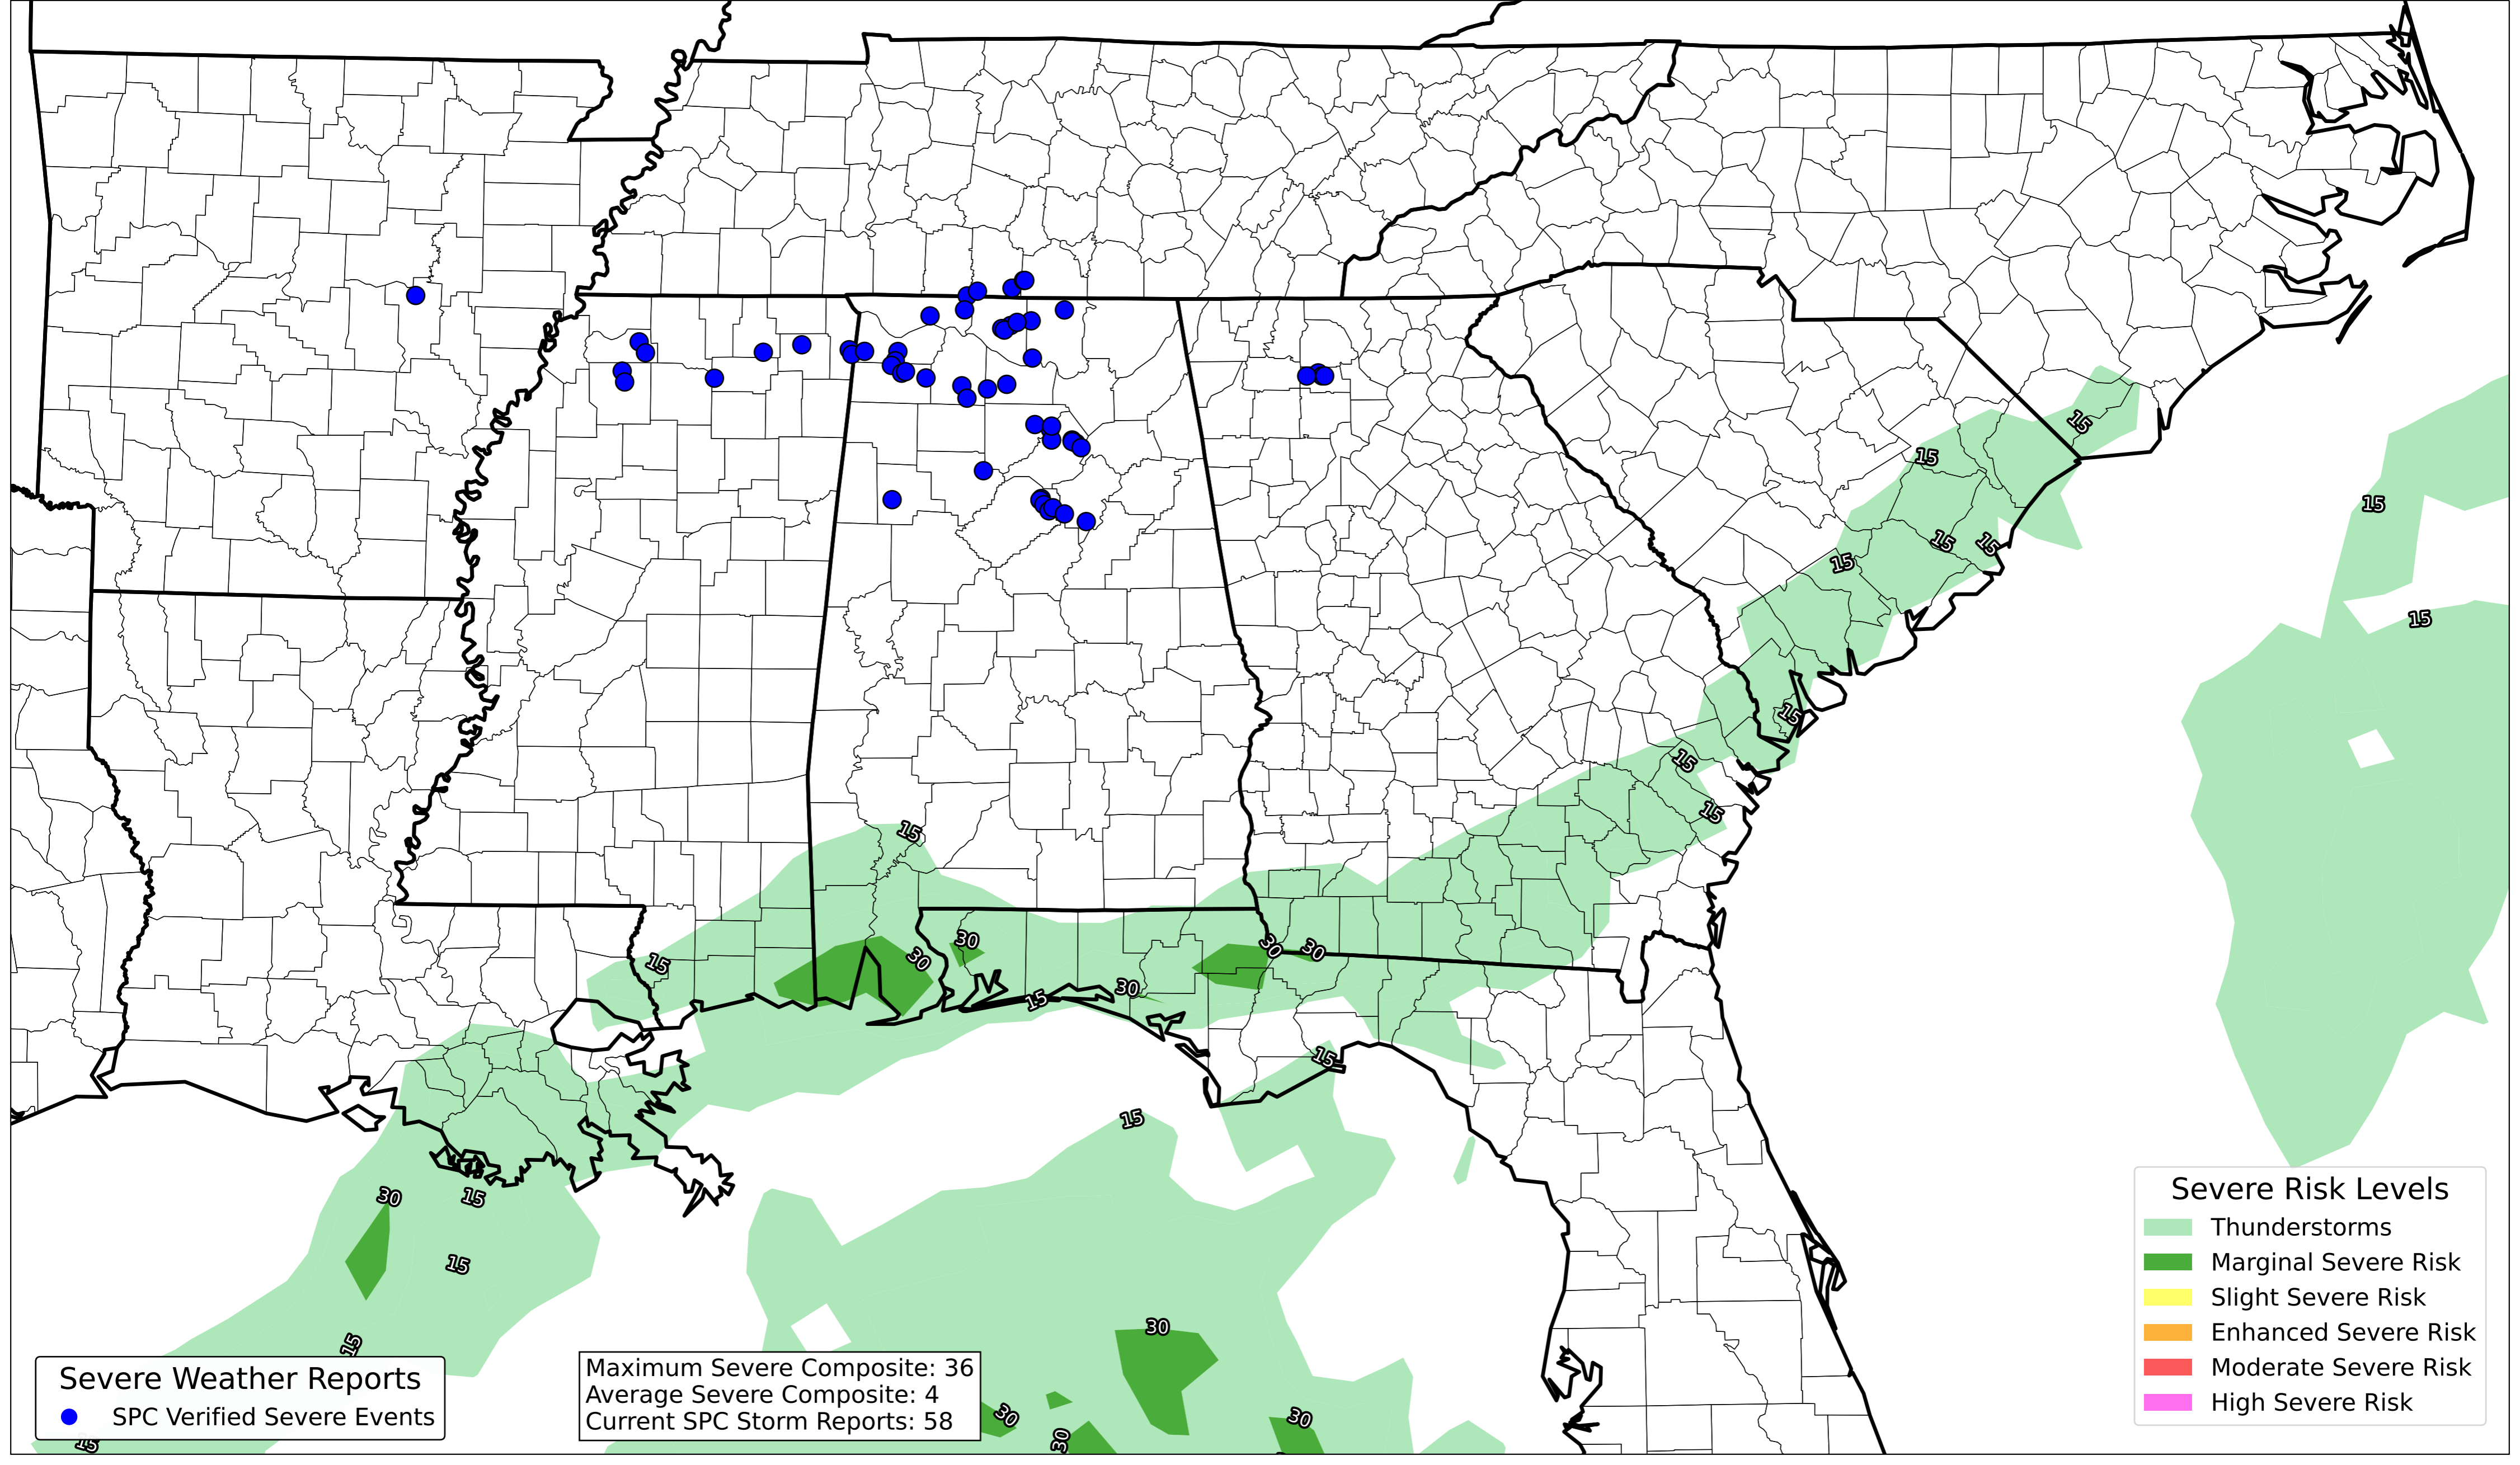 15
15
15
15
15
15
15
15
15
15
15
15
30
30
30
30
15
30
15
15
15
30
15
15
15
30
30
30
30
15
Severe Weather Reports
SPC Verified Severe Events
Maximum Severe Composite: 36
Average Severe Composite: 4
Current SPC Storm Reports: 58
Severe Risk Levels
Thunderstorms
Marginal Severe Risk
Slight Severe Risk
Enhanced Severe Risk
Moderate Severe Risk
High Severe Risk